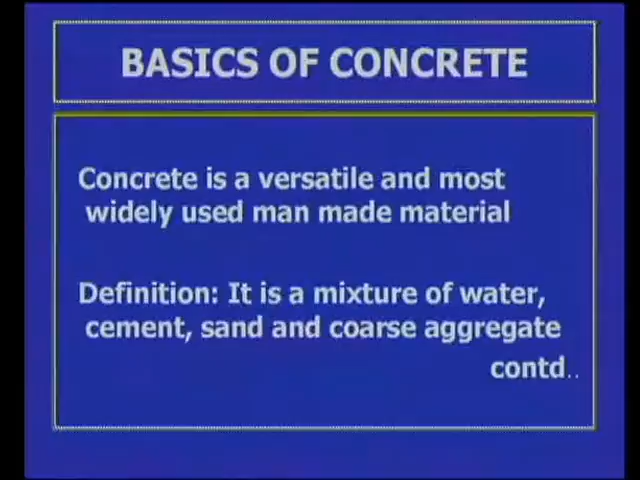 BASICS OF CONCRETE
Concrete is a versatile and most
widely used man made material
Definition: It is a mixture of water,
cement, sand and coarse aggregate
contd..